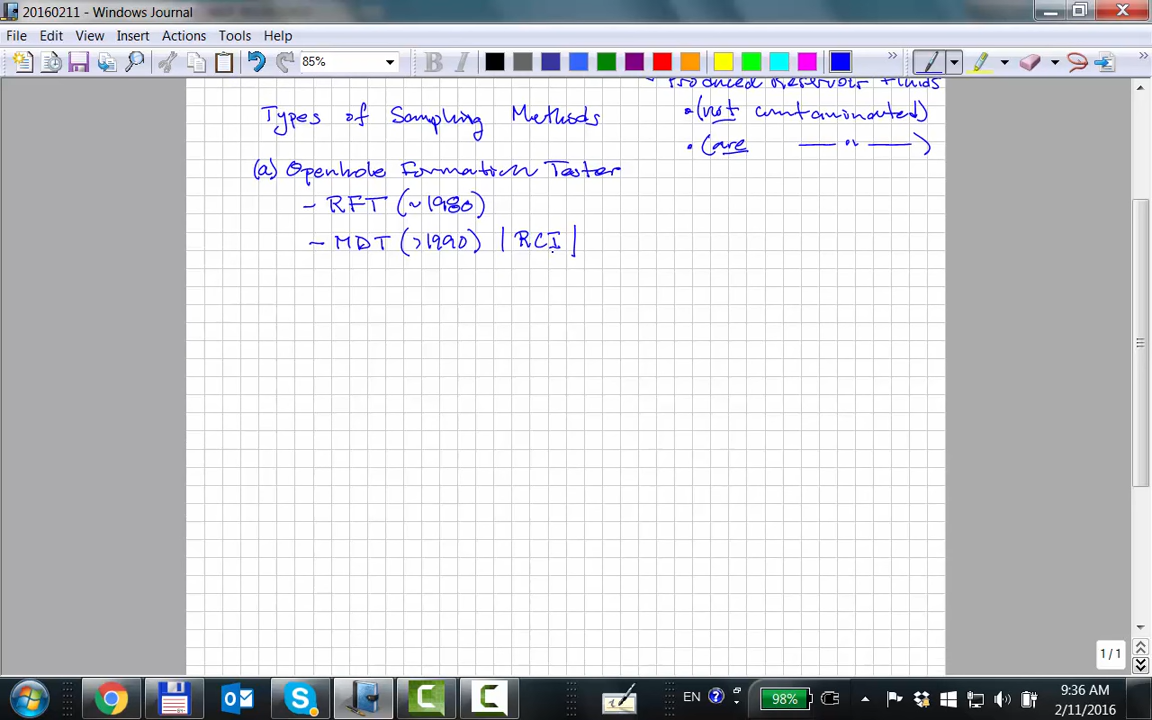 20160211 - Windows Journal
File Edit View Insert Actions Tools Help
85%
Produced Reservoir Fluids
Types of Sampling Methods
• (not contaminated)
• (are —— " ——)
(a) Openhole Formation Tester
- RFT (~1980)
- MDT (>1990) | RCI |
1 / 1
EN
98%
9:36 AM
2/11/2016